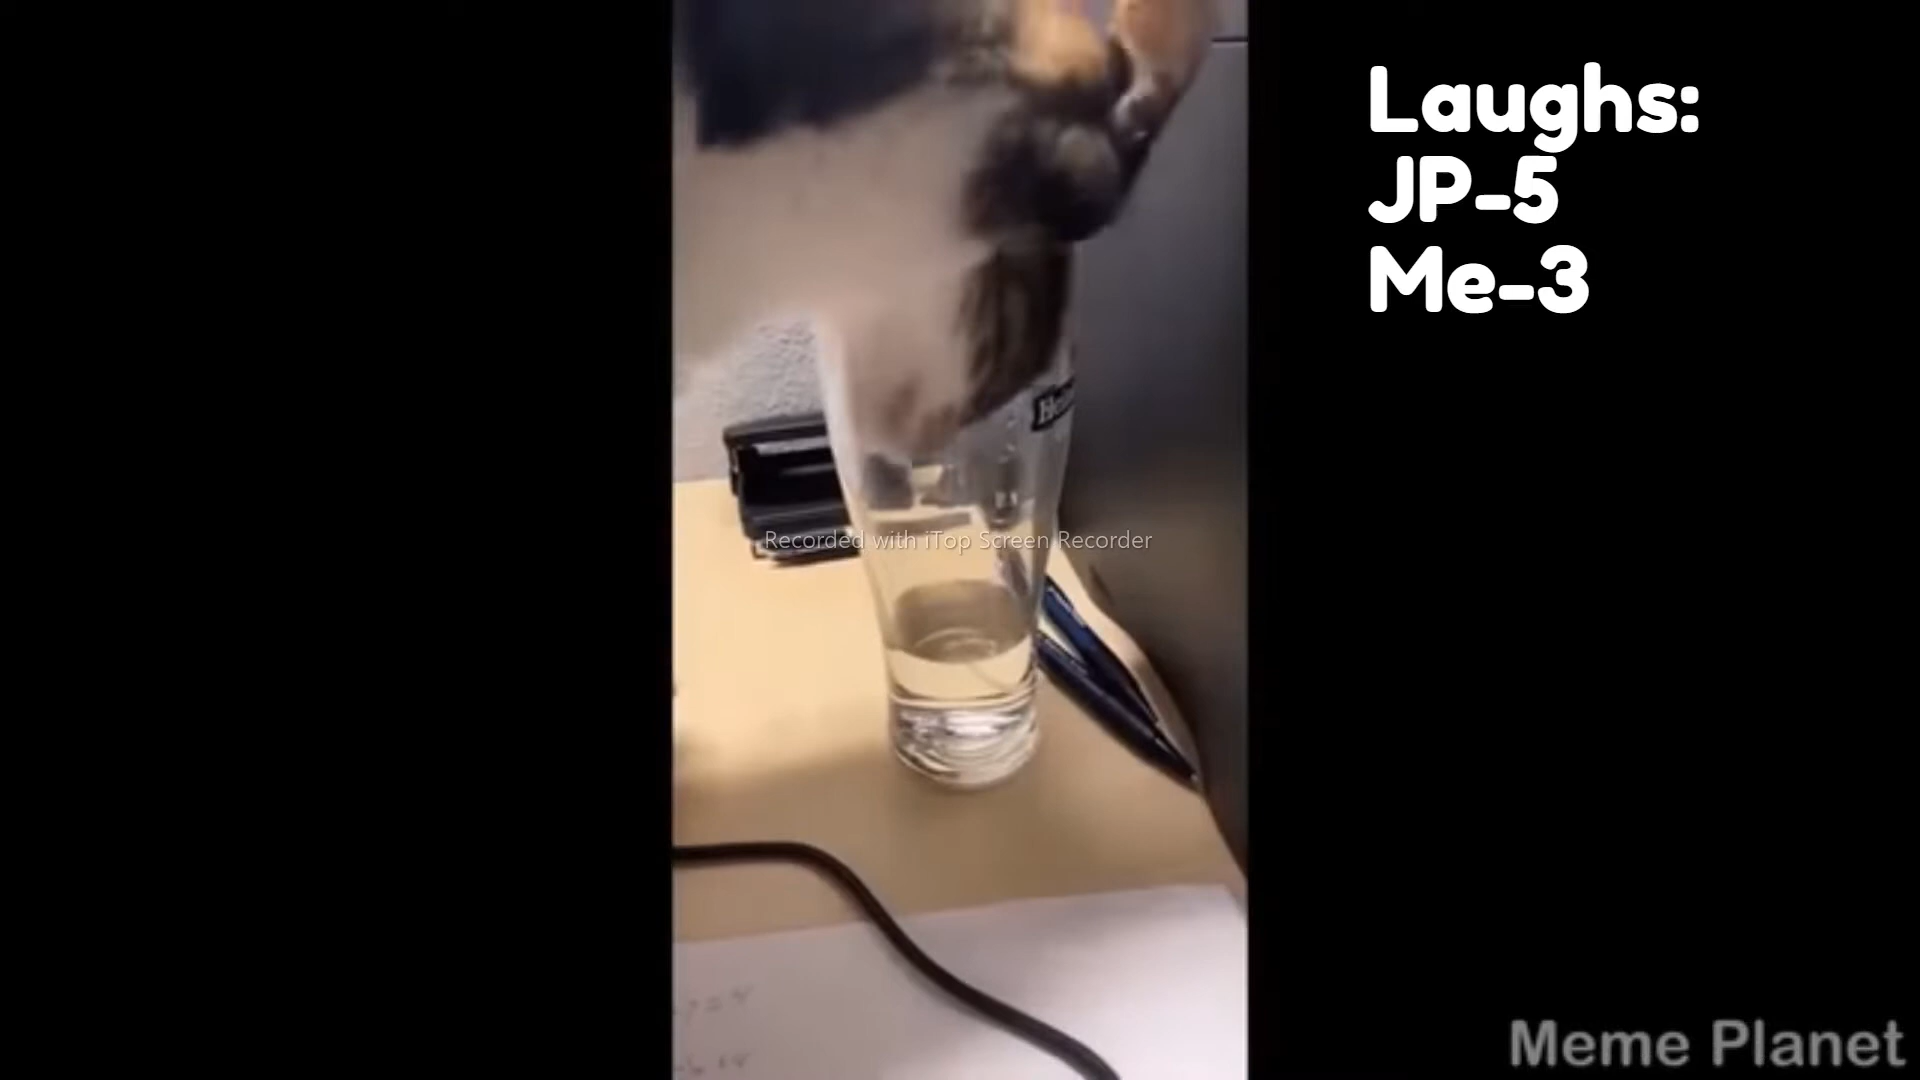 Laughs:
JP-5
Me-3
Recorded with iTop Screen Recorder
Meme Planet